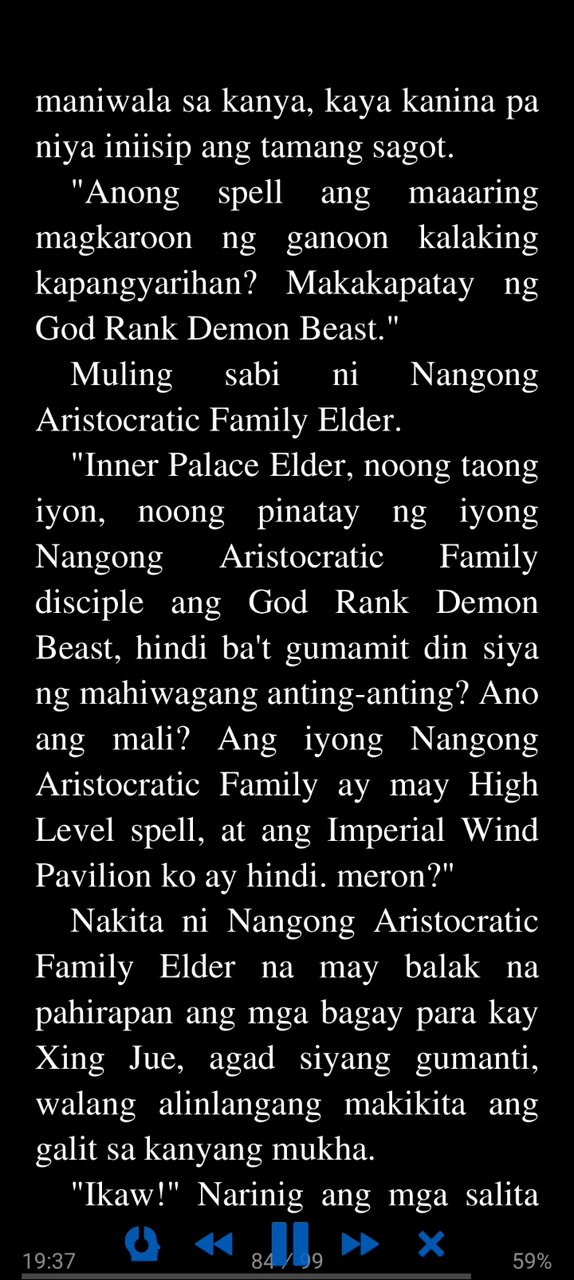 maniwala sa kanya, kaya kanina pa
niya iniisip ang tamang sagot.
"Anong spell ang maaaring
magkaroon ng ganoon kalaking
kapangyarihan? Makakapatay ng
God Rank Demon Beast."
Muling sabi ni Nangong
Aristocratic Family Elder.
"Inner Palace Elder, noong taong
iyon, noong pinatay ng iyong
Nangong Aristocratic Family
disciple ang God Rank Demon
Beast, hindi ba't gumamit din siya
ng mahiwagang anting-anting? Ano
ang mali? Ang iyong Nangong
Aristocratic Family ay may High
Level spell, at ang Imperial Wind
Pavilion ko ay hindi. meron?"
Nakita ni Nangong Aristocratic
Family Elder na may balak na
pahirapan ang mga bagay para kay
Xing Jue, agad siyang gumanti,
walang alinlangang makikita ang
galit sa kanyang mukha.
"Ikaw!" Narinig ang mga salita
19:37 84 / 99 59%